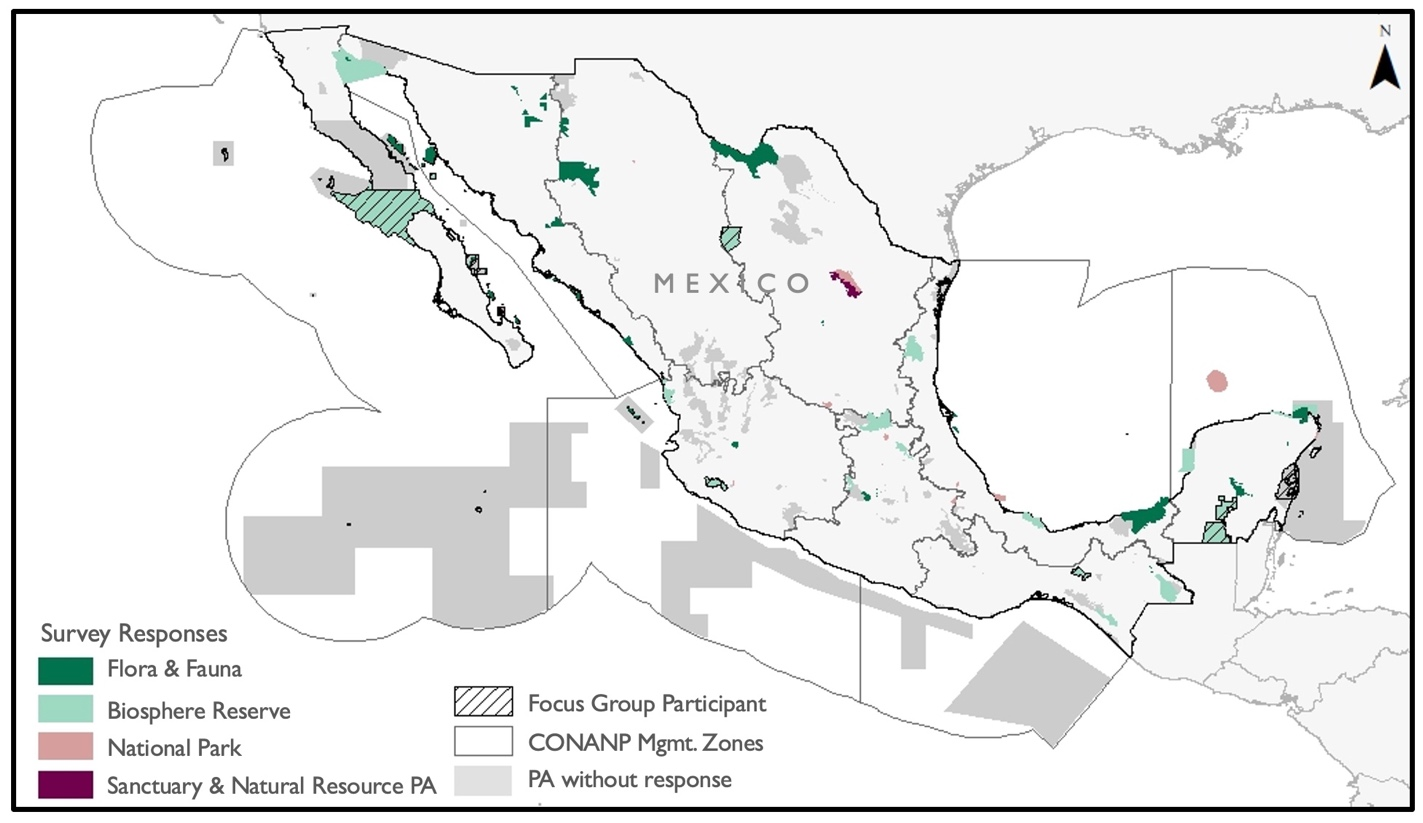 N
MEXICO
Survey Responses
Flora & Fauna
Biosphere Reserve
National Park
Sanctuary & Natural Resource PA
Focus Group Participant
CONANP Mgmt. Zones
PA without response